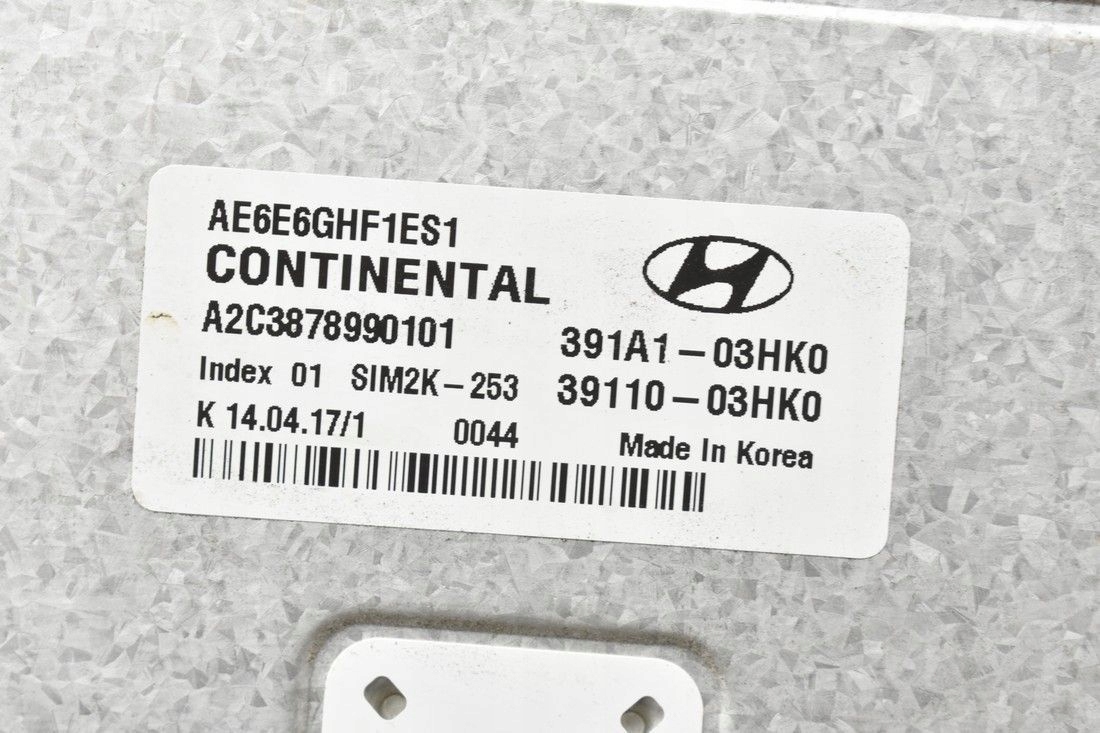 AE6E6GHF1ES1
CONTINENTAL
A2C3878990101
391A1-03HK0
Index 01 SIM2K-253
39110-03HK0
K 14.04.17/1
0044
Made In Korea